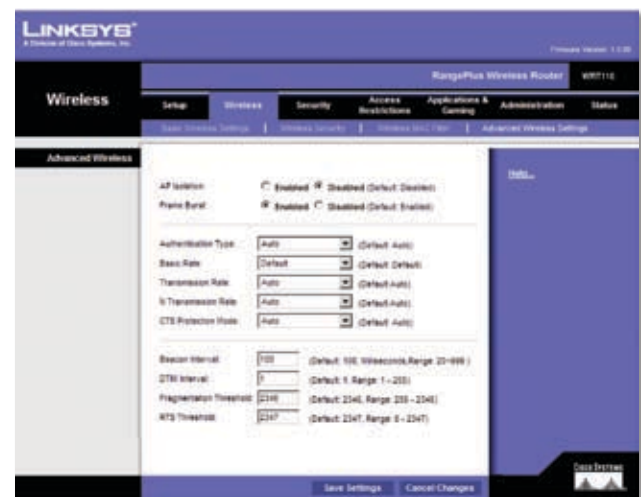 LINKSYS
A Division of Cisco Systems, Inc.
Firmware Version: 1.0.00
RangePlus Wireless Router WRT110
Wireless
Setup Wireless Security Access Restrictions Applications & Gaming Administration Status
Basic Wireless Settings | Wireless Security | Wireless MAC Filter | Advanced Wireless Settings
Advanced Wireless
Help...
AP Isolation: Enabled Disabled (Default: Disabled)
Frame Burst: Enabled Disabled (Default: Enabled)
Authentication Type: Auto (Default: Auto)
Basic Rate: Default (Default: Default)
Transmission Rate: Auto (Default: Auto)
N Transmission Rate: Auto (Default: Auto)
CTS Protection Mode: Auto (Default: Auto)
Beacon Interval: 100 (Default: 100, Milliseconds, Range: 20~999)
DTIM Interval: 1 (Default: 1, Range: 1 - 255)
Fragmentation Threshold: 2346 (Default: 2346, Range: 256 - 2346)
RTS Threshold: 2347 (Default: 2347, Range: 0 - 2347)
Save Settings Cancel Changes
Cisco Systems